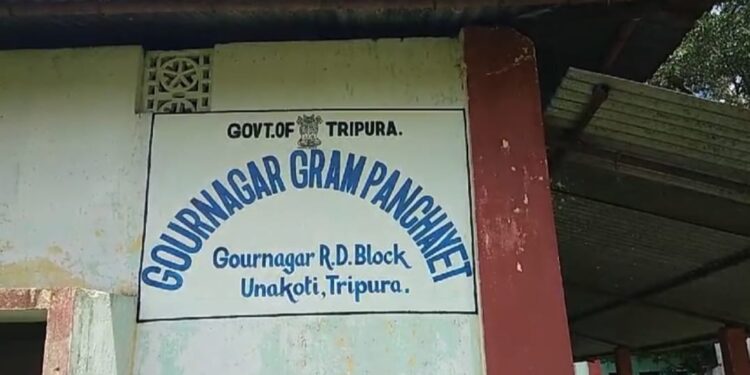 GOVT.OF TRIPURA.
GOURNAGAR GRAM PANCHAYET
Gournagar R.D.Block
Unakoti,Tripura.